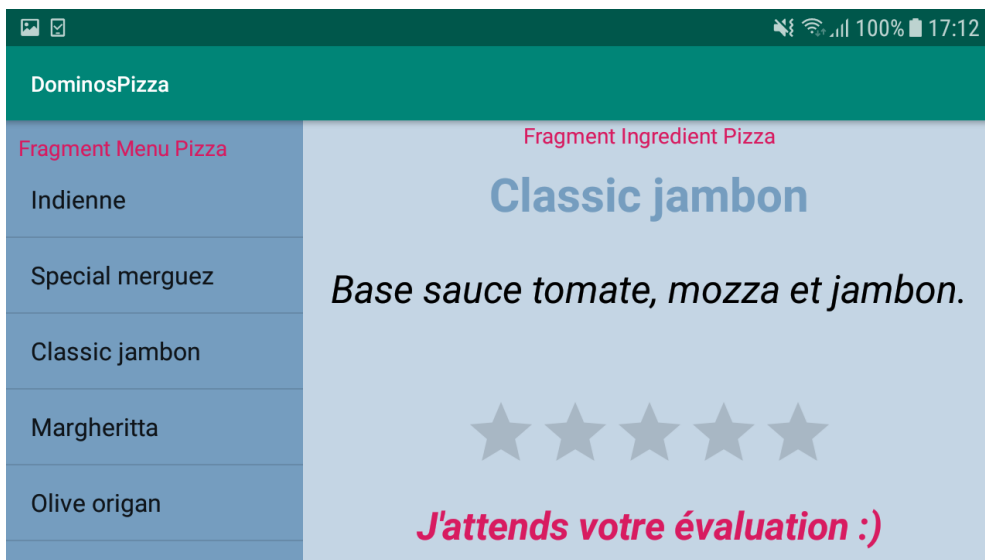 100% 17:12
DominosPizza
Fragment Menu Pizza
Indienne
Special merguez
Classic jambon
Margheritta
Olive origan
Fragment Ingredient Pizza
Classic jambon
Base sauce tomate, mozza et jambon.
J'attends votre évaluation :)